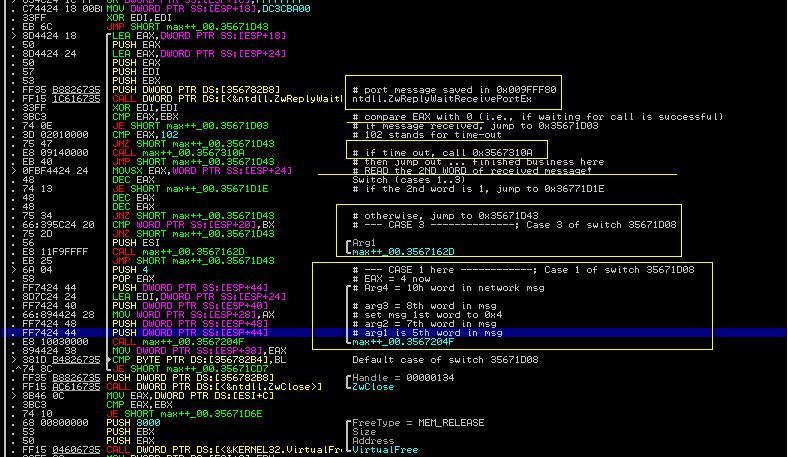 C74424 18 00B MOV DWORD PTR SS:[ESP+18],DC3CBA00
33FF XOR EDI,EDI
EB 6C JMP SHORT max++_00.35671D43
8D4424 18 LEA EAX,DWORD PTR SS:[ESP+18]
50 PUSH EAX
8D4424 24 LEA EAX,DWORD PTR SS:[ESP+24]
50 PUSH EAX
57 PUSH EDI
53 PUSH EBX
FF35 B8826735 PUSH DWORD PTR DS:[356782B8] # port message saved in 0x009FFF80
FF15 1C616735 CALL DWORD PTR DS:[<&ntdll.ZwReplyWait ntdll.ZwReplyWaitReceivePortEx
33FF XOR EDI,EDI
3BC3 CMP EAX,EBX # compare EAX with 0 (i.e., if waiting for call is successful)
74 0E JE SHORT max++_00.35671D03 # if message received, jump to 0x35671D03
3D 02010000 CMP EAX,102 # 102 stands for time-out
75 47 JNZ SHORT max++_00.35671D43
E8 09140000 CALL max++_00.3567310A # if time out, call 0x3567310A
EB 40 JMP SHORT max++_00.35671D43 # then jump out ... finished business here
0FBF4424 24 MOVSX EAX,WORD PTR SS:[ESP+24] # READ the 2ND WORD of received message!
48 DEC EAX Switch (cases 1..3)
74 13 JE SHORT max++_00.35671D1E # if the 2nd word is 1, jump to 0x36771D1E
48 DEC EAX
48 DEC EAX
75 34 JNZ SHORT max++_00.35671D43 # otherwise, jump to 0x35671D43
66:395C24 20 CMP WORD PTR SS:[ESP+20],BX # --- CASE 3 --------------; Case 3 of switch 35671D08
75 2D JNZ SHORT max++_00.35671D43
56 PUSH ESI Arg1
E8 11F9FFFF CALL max++_00.3567162D max++_00.3567162D
EB 25 JMP SHORT max++_00.35671D43
6A 04 PUSH 4 # --- CASE 1 here ------------; Case 1 of switch 35671D08
58 POP EAX # EAX = 4 now
FF7424 44 PUSH DWORD PTR SS:[ESP+44] # Arg4 = 10h word in network msg
8D7C24 24 LEA EDI,DWORD PTR SS:[ESP+24]
FF7424 40 PUSH DWORD PTR SS:[ESP+40] # arg3 = 8th word in msg
66:894424 28 MOV WORD PTR SS:[ESP+28],AX # set msg 1st word to 0x4
FF7424 48 PUSH DWORD PTR SS:[ESP+48] # arg2 = 7th word in msg
FF7424 44 PUSH DWORD PTR SS:[ESP+44] # arg1 is 5th word in msg
E8 10030000 CALL max++_00.3567204F max++_00.3567204F
894424 38 MOV DWORD PTR SS:[ESP+38],EAX
381D B4826735 CMP BYTE PTR DS:[356782B4],BL Default case of switch 35671D08
74 8C JE SHORT max++_00.35671CD7
FF35 B8826735 PUSH DWORD PTR DS:[356782B8] Handle = 00000134
FF15 AC616735 CALL DWORD PTR DS:[<&ntdll.ZwClose>] ZwClose
8B46 0C MOV EAX,DWORD PTR DS:[ESI+C]
3BC3 CMP EAX,EBX
74 10 JE SHORT max++_00.35671D6E
68 00800000 PUSH 8000 FreeType = MEM_RELEASE
53 PUSH EBX Size
50 PUSH EAX Address
FF15 04606735 CALL DWORD PTR DS:[<&KERNEL32.VirtualFr VirtualFree